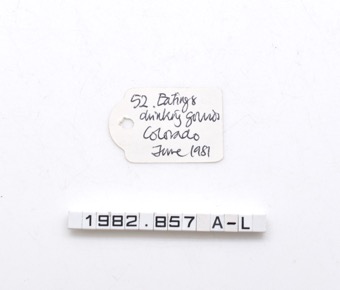 52. Eating &
drinking gourds
Colorado
June 1981
1982.857 A-L